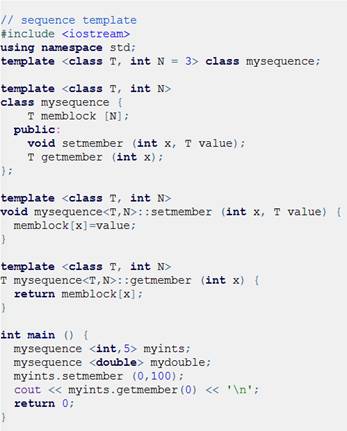 // sequence template
#include <iostream>
using namespace std;
template <class T, int N = 3> class mysequence;
template <class T, int N>
class mysequence {
T memblock [N];
public:
void setmember (int x, T value);
T getmember (int x);
};
template <class T, int N>
void mysequence<T,N>::setmember (int x, T value) {
memblock[x]=value;
}
template <class T, int N>
T mysequence<T,N>::getmember (int x) {
return memblock[x];
}
int main () {
mysequence <int,5> myints;
mysequence <double> mydouble;
myints.setmember (0,100);
cout << myints.getmember(0) << '\n';
return 0;
}